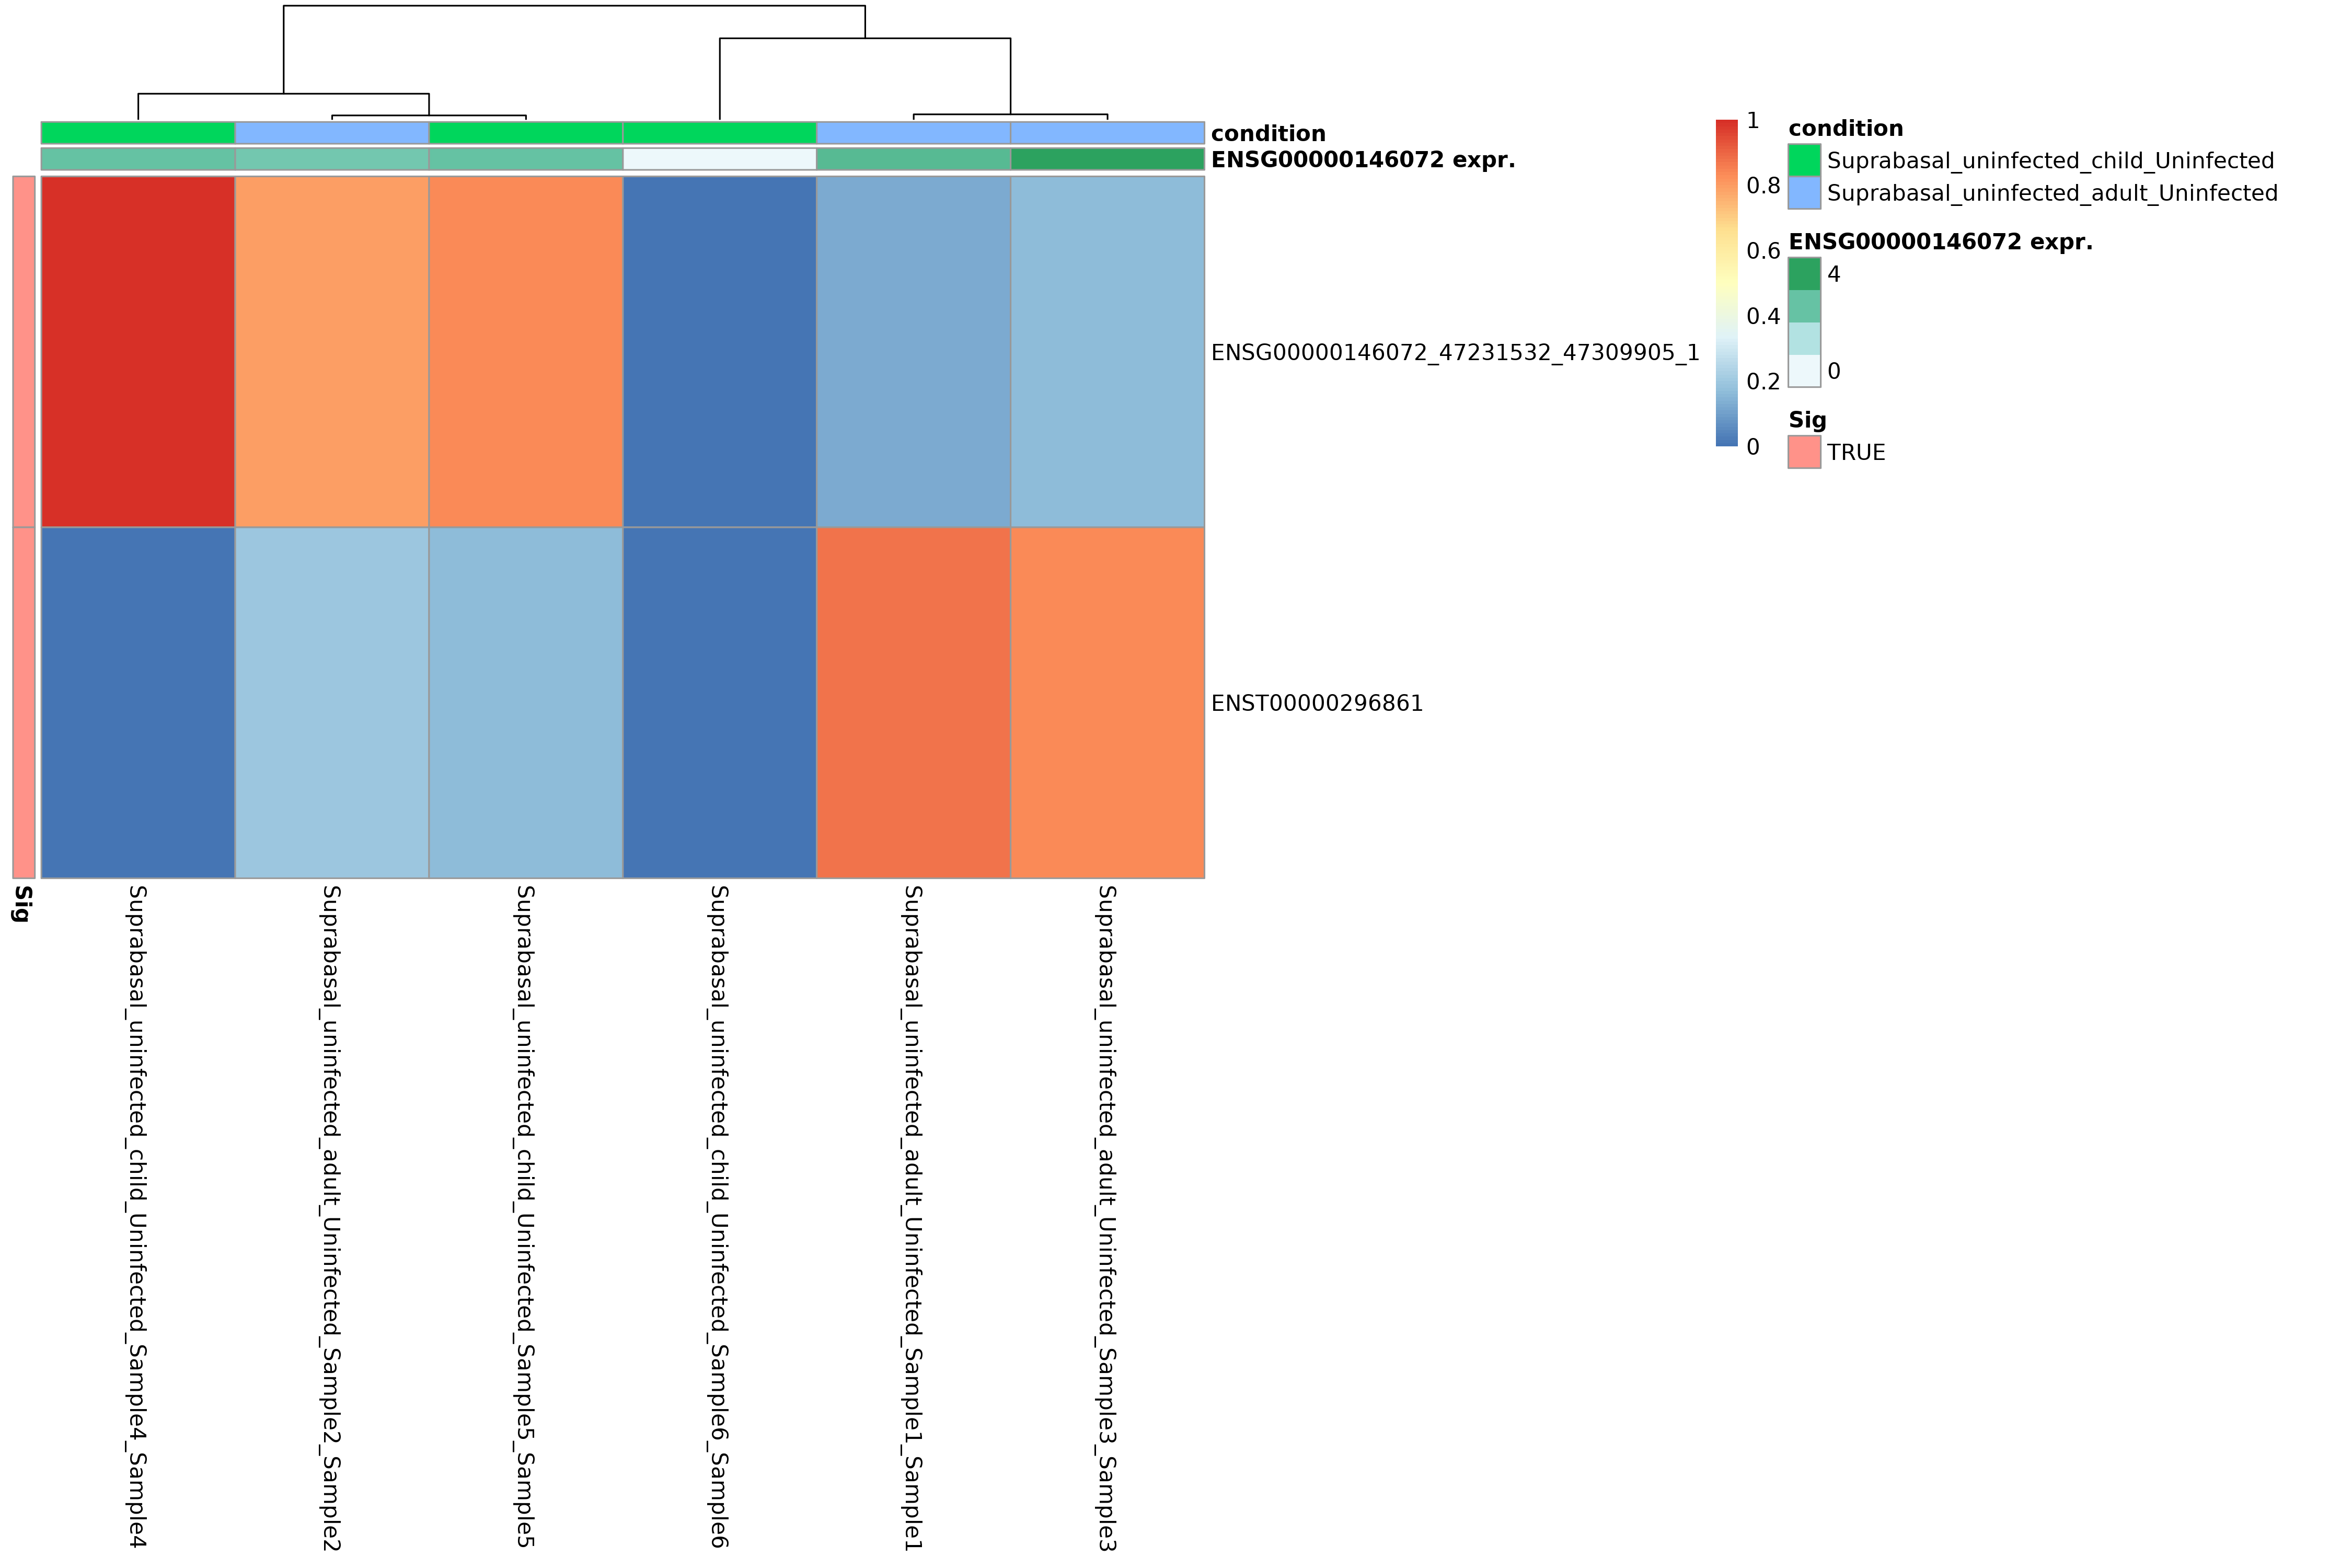 condition
ENSG00000146072 expr.
ENSG00000146072_47231532_47309905_1
ENST00000296861
Sig
Suprabasal_uninfected_child_Uninfected_Sample4_Sample4
Suprabasal_uninfected_adult_Uninfected_Sample2_Sample2
Suprabasal_uninfected_child_Uninfected_Sample5_Sample5
Suprabasal_uninfected_child_Uninfected_Sample6_Sample6
Suprabasal_uninfected_adult_Uninfected_Sample1_Sample1
Suprabasal_uninfected_adult_Uninfected_Sample3_Sample3
1
0.8
0.6
0.4
0.2
0
condition
Suprabasal_uninfected_child_Uninfected
Suprabasal_uninfected_adult_Uninfected
ENSG00000146072 expr.
4
0
Sig
TRUE